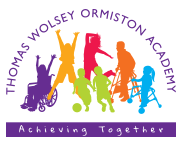 THOMAS WOLSEY ORMISTON ACADEMY
Achieving Together